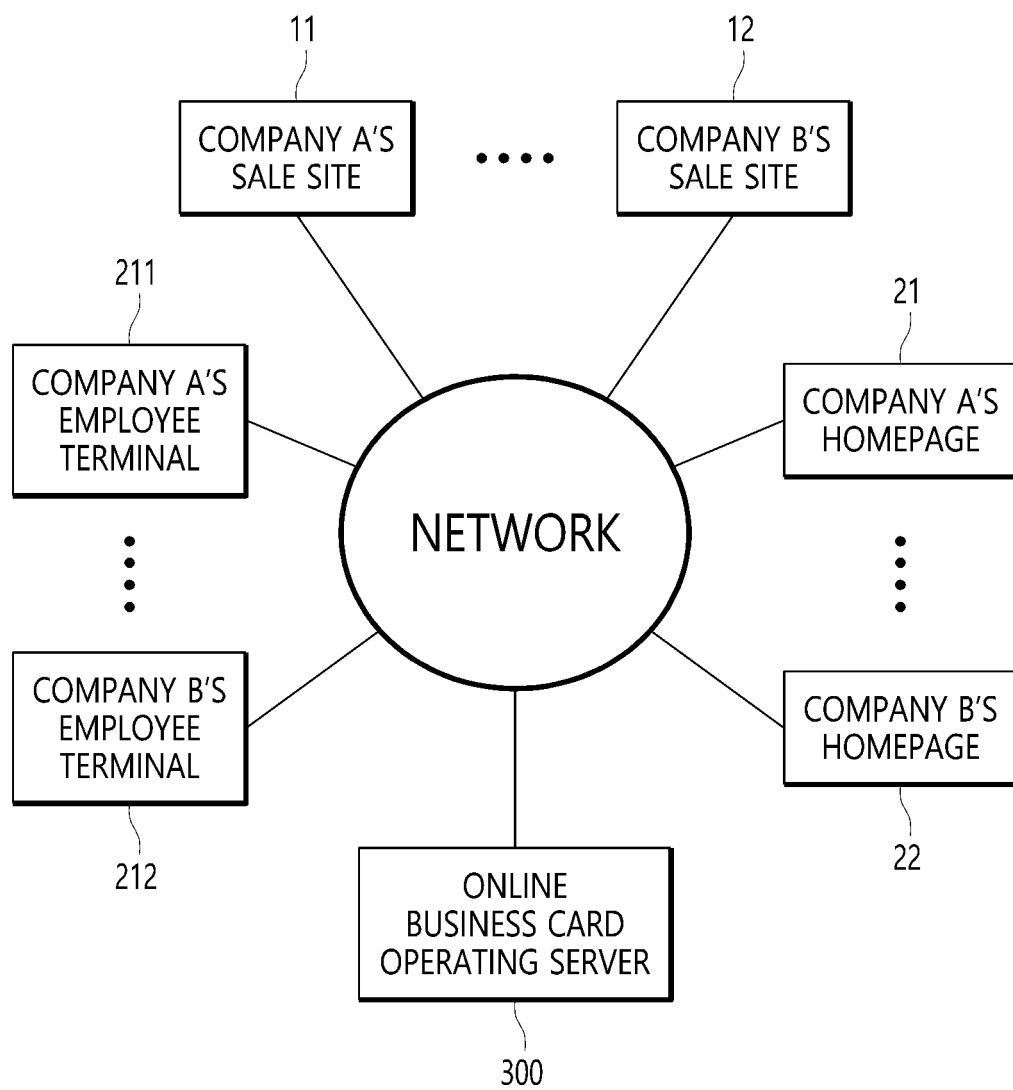 11
12
COMPANY A'S
SALE SITE
COMPANY B'S
SALE SITE
211
21
COMPANY A'S
EMPLOYEE
TERMINAL
COMPANY A'S
HOMEPAGE
NETWORK
COMPANY B'S
EMPLOYEE
TERMINAL
COMPANY B'S
HOMEPAGE
212
22
ONLINE
BUSINESS CARD
OPERATING SERVER
300